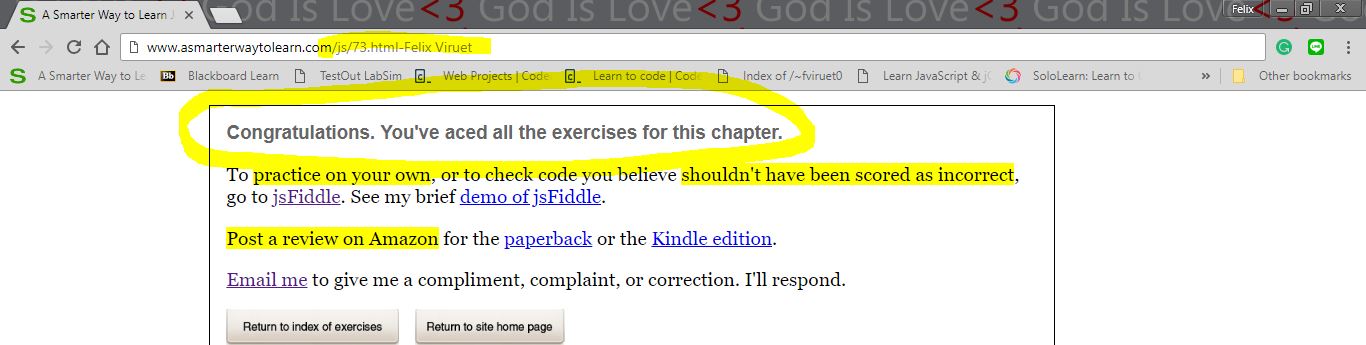 God Is Love<3 God Is Love<3 God Is Love<3 Go
A Smarter Way to Learn J
Felix
www.asmarterwaytolearn.com/js/73.html-Felix Viruet
A Smarter Way to Le Bb Blackboard Learn TestOut LabSim Web Projects | Code Learn to code | Code Index of /~fviruet0 Learn JavaScript & j SoloLearn: Learn to » Other bookmarks
Congratulations. You've aced all the exercises for this chapter.
To practice on your own, or to check code you believe shouldn't have been scored as incorrect,
go to jsFiddle. See my brief demo of jsFiddle.
Post a review on Amazon for the paperback or the Kindle edition.
Email me to give me a compliment, complaint, or correction. I'll respond.
Return to index of exercises Return to site home page